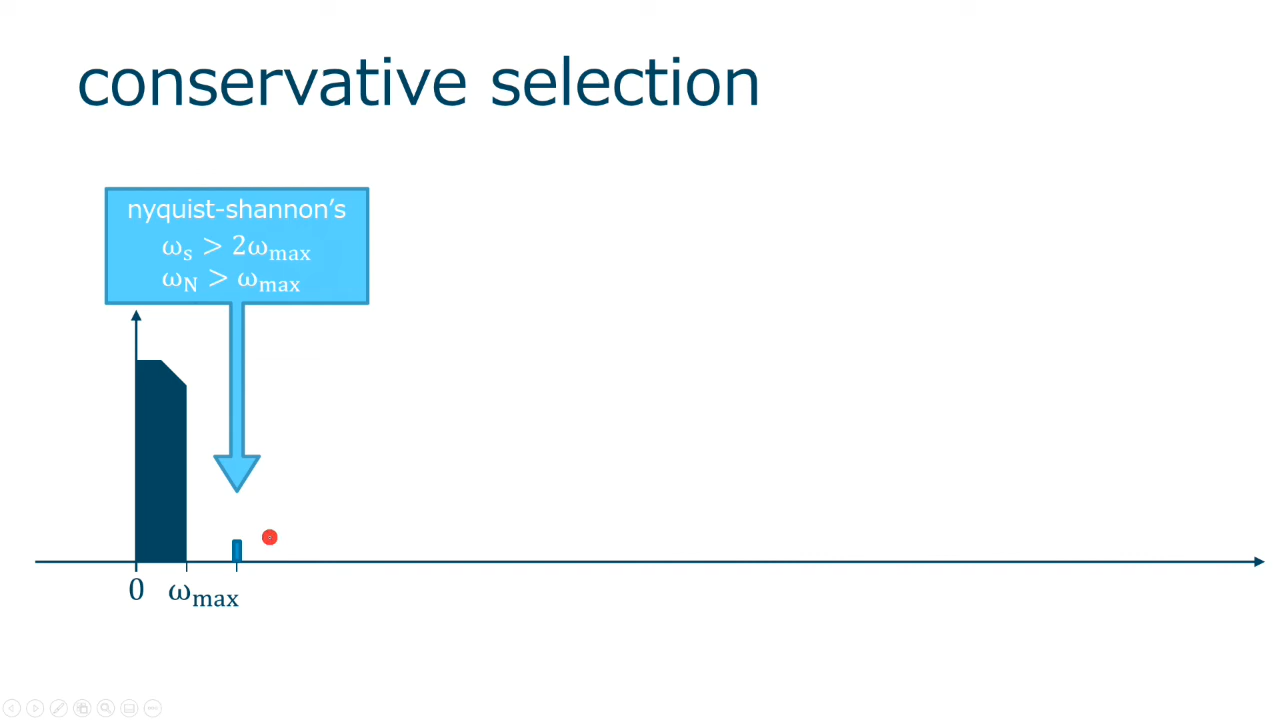 conservative selection
nyquist-shannon’s
ωs > 2ωmax
ωN > ωmax
0 ωmax